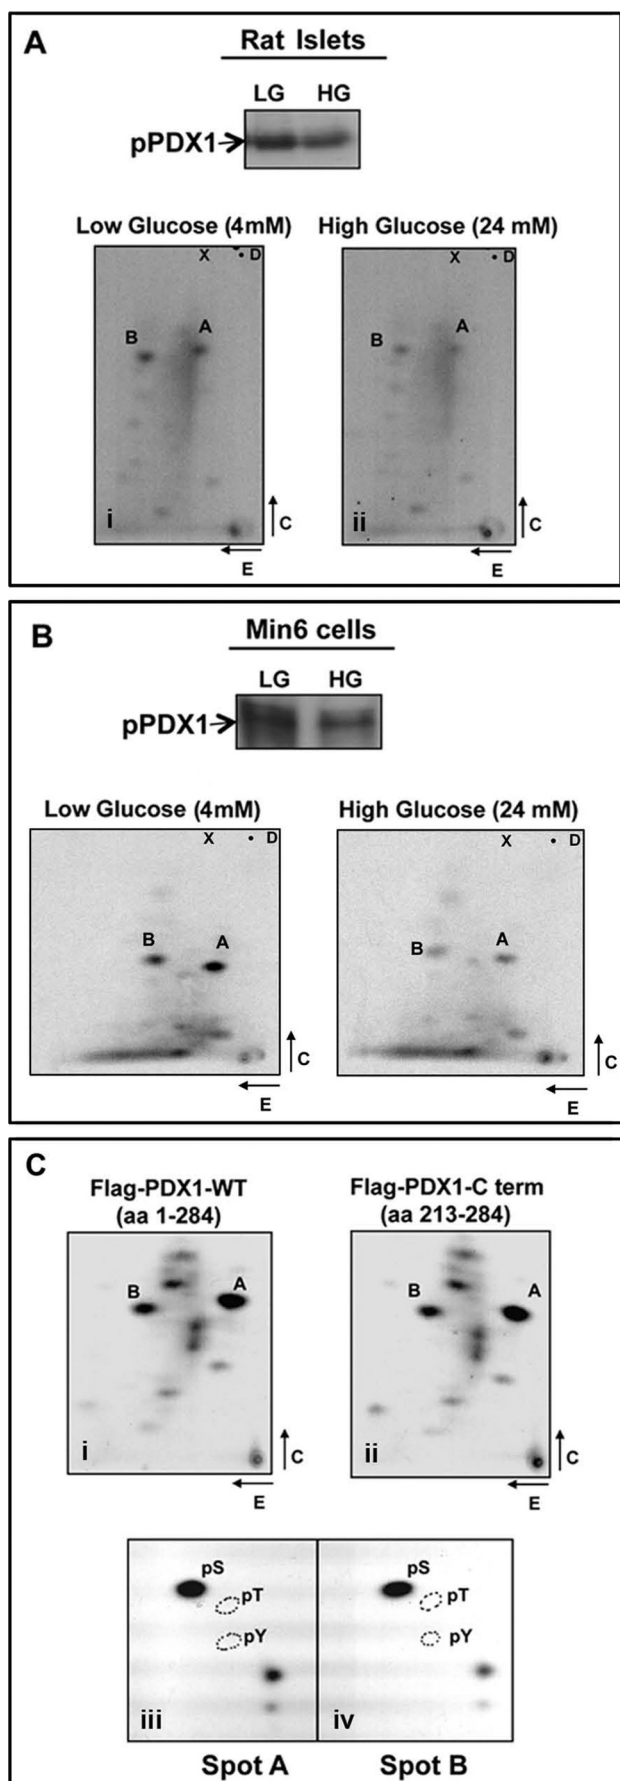 A
Rat Islets
LG HG
pPDX1
Low Glucose (4mM) High Glucose (24 mM)
X D X D
B A B A
i ii
C C
E E
B
Min6 cells
LG HG
pPDX1
Low Glucose (4mM) High Glucose (24 mM)
X D X D
B A B A
C C
E E
C
Flag-PDX1-WT Flag-PDX1-C term
(aa 1-284) (aa 213-284)
B A B A
i ii
C C
E E
pS pS
pT pT
pY pY
iii iv
Spot A Spot B